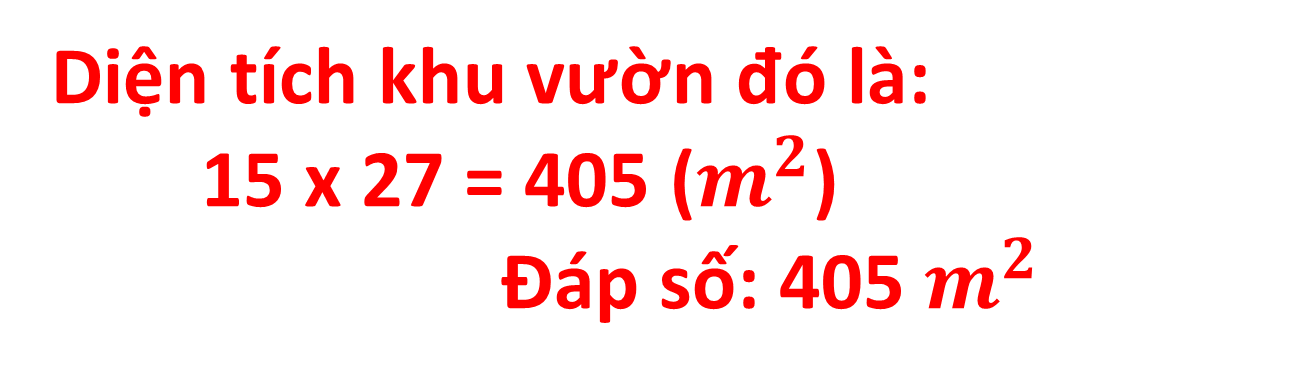 Diện tích khu vườn đó là:
15 x 27 = 405 (m²)
Đáp số: 405 m²